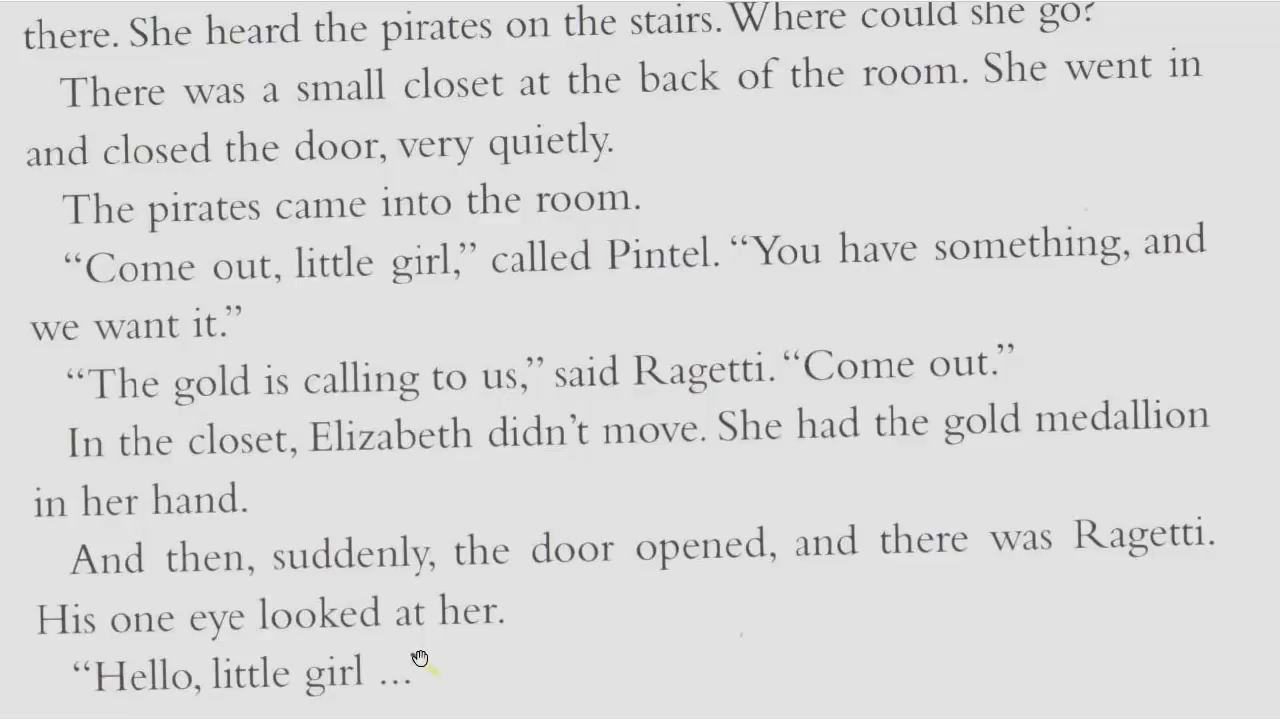 there. She heard the pirates on the stairs. Where could she go?
There was a small closet at the back of the room. She went in
and closed the door, very quietly.
The pirates came into the room.
“Come out, little girl,” called Pintel. “You have something, and
we want it.”
“The gold is calling to us,” said Ragetti. “Come out.”
In the closet, Elizabeth didn’t move. She had the gold medallion
in her hand.
And then, suddenly, the door opened, and there was Ragetti.
His one eye looked at her.
“Hello, little girl ...”